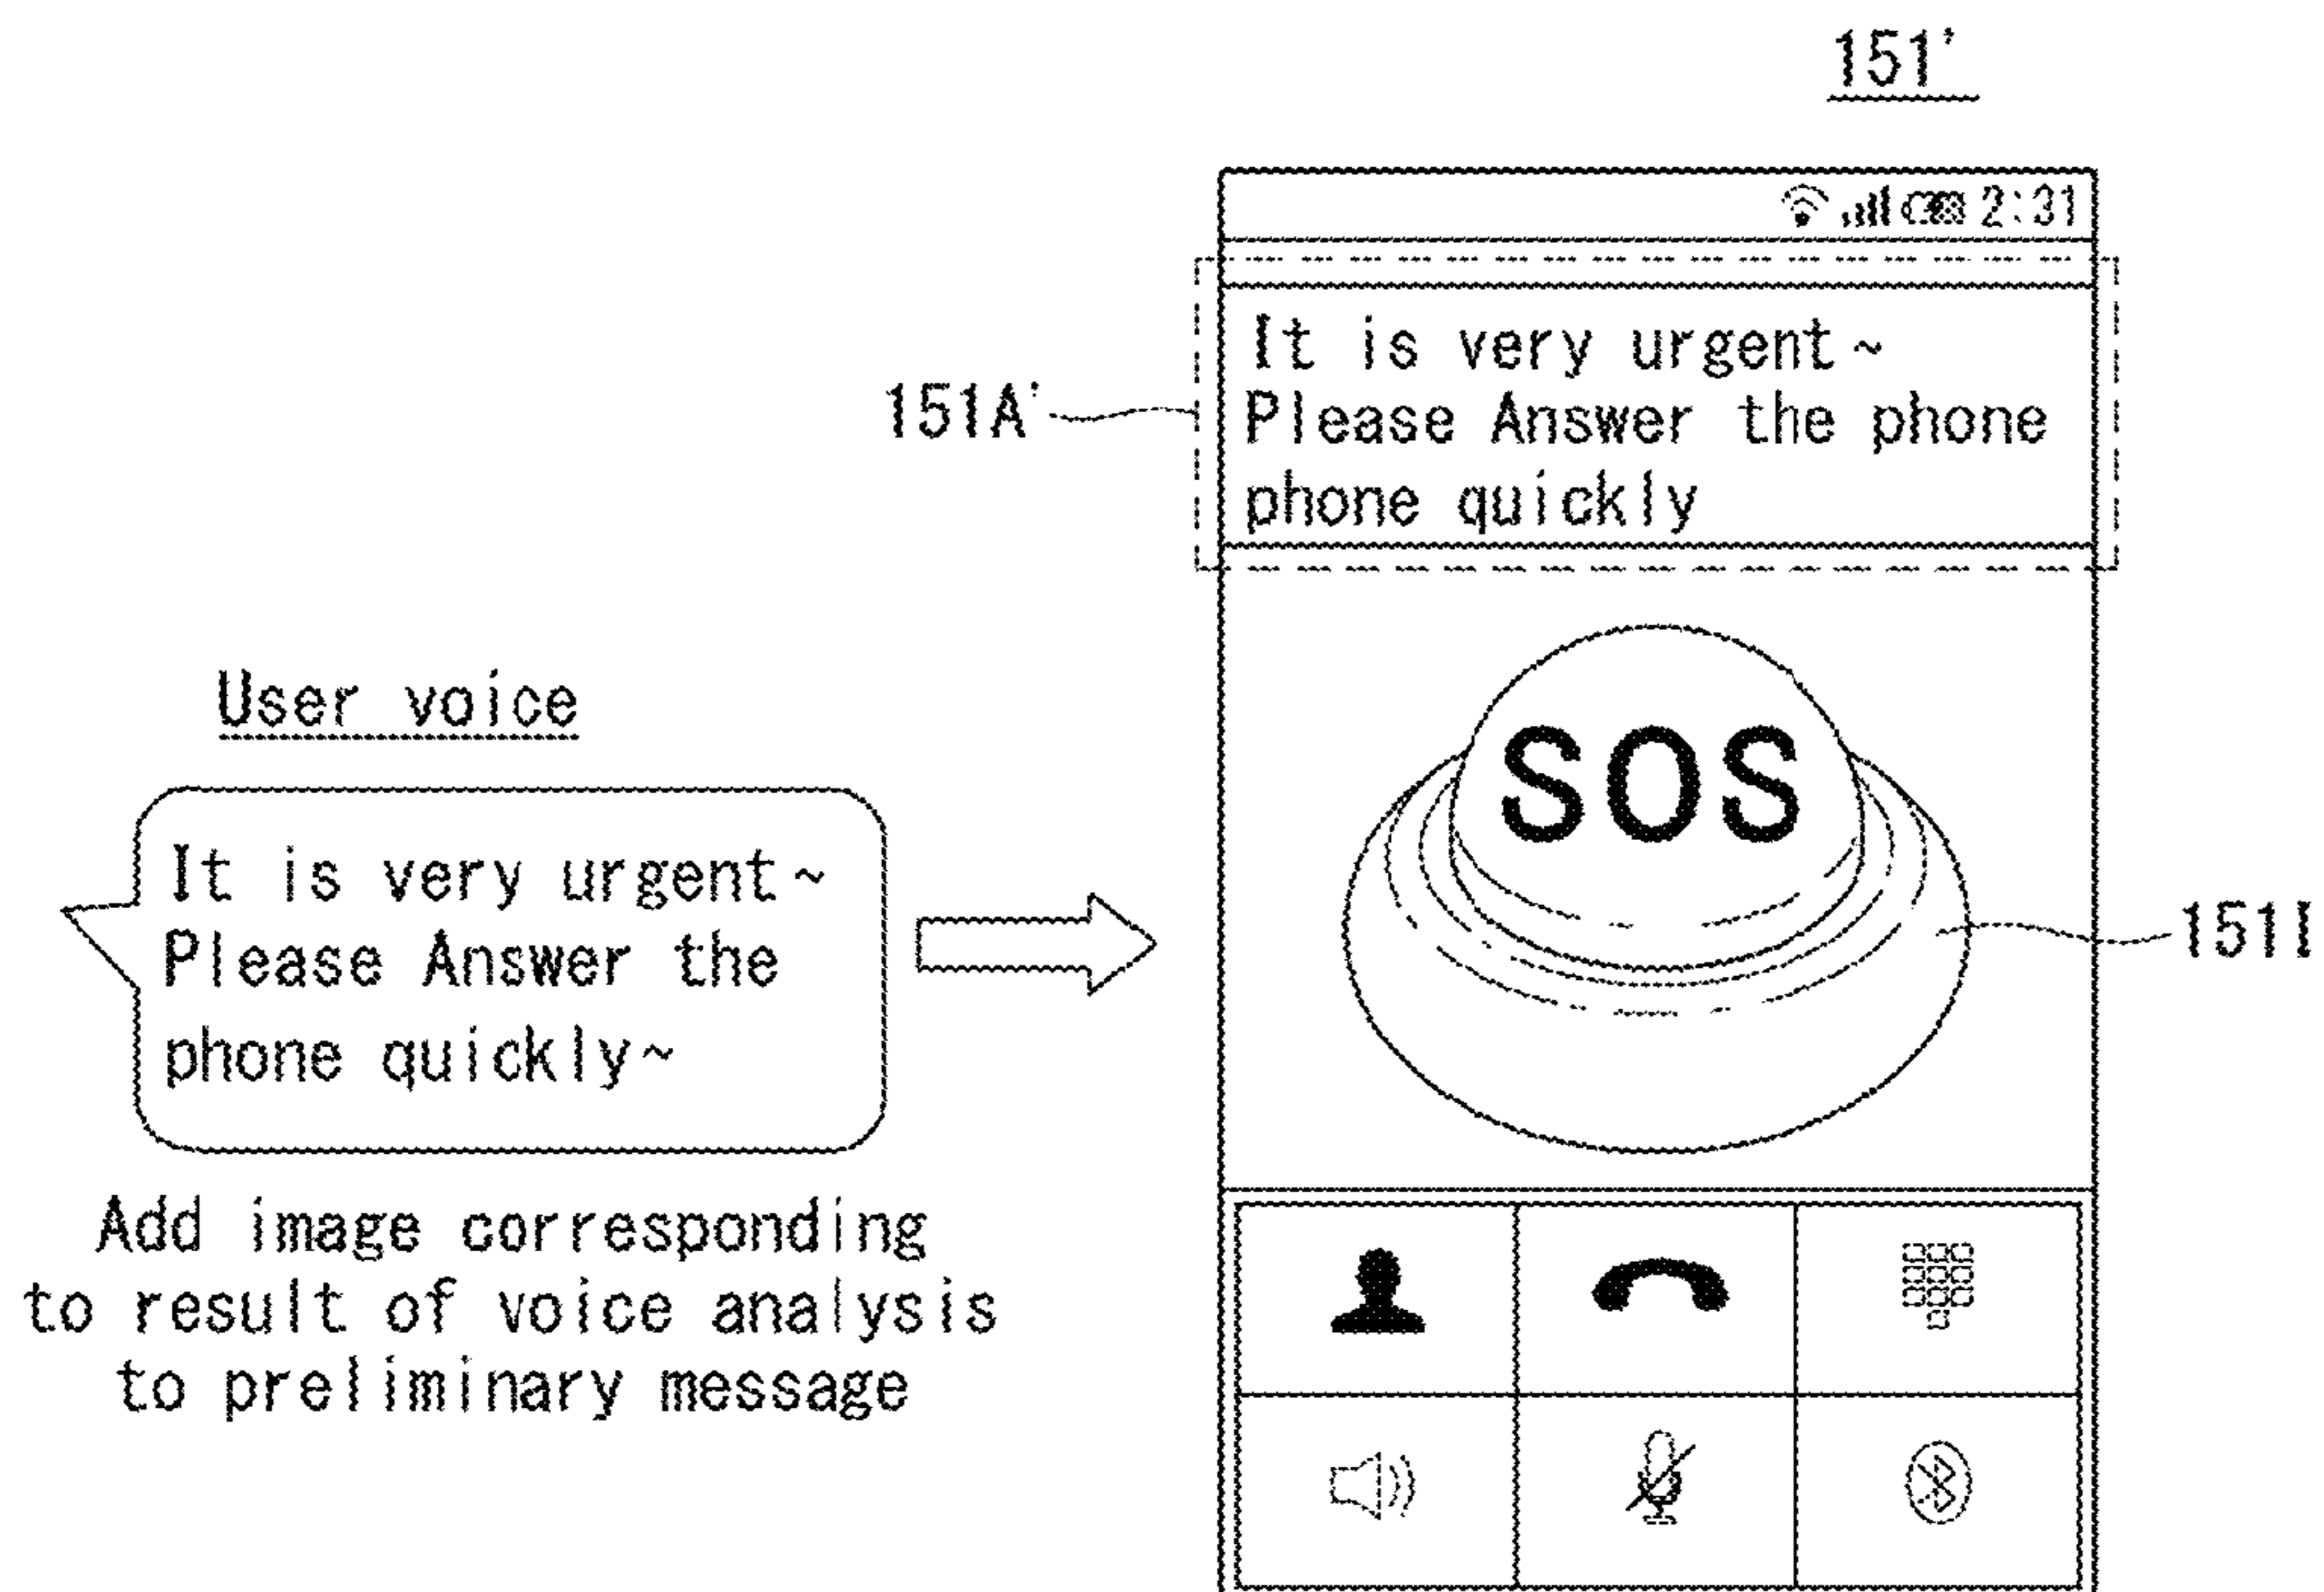 151'
2:31
It is very urgent~
Please Answer the phone
phone quickly
151A'
SOS
151I
User voice
It is very urgent~
Please Answer the
phone quickly~
Add image corresponding
to result of voice analysis
to preliminary message